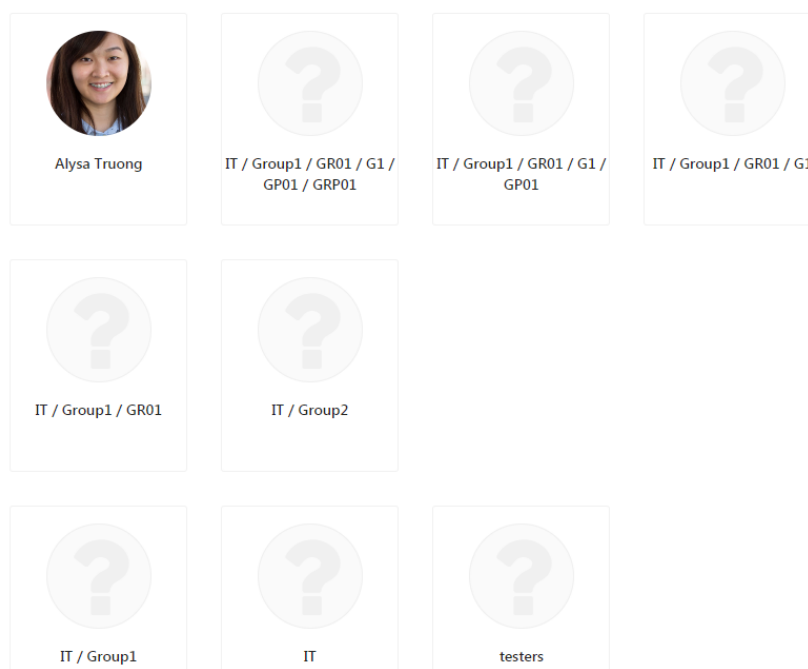 Alysa Truong
IT / Group1 / GR01 / G1 /
GP01 / GRP01
IT / Group1 / GR01 / G1 /
GP01
IT / Group1 / GR01 / G1
IT / Group1 / GR01
IT / Group2
IT / Group1
IT
testers